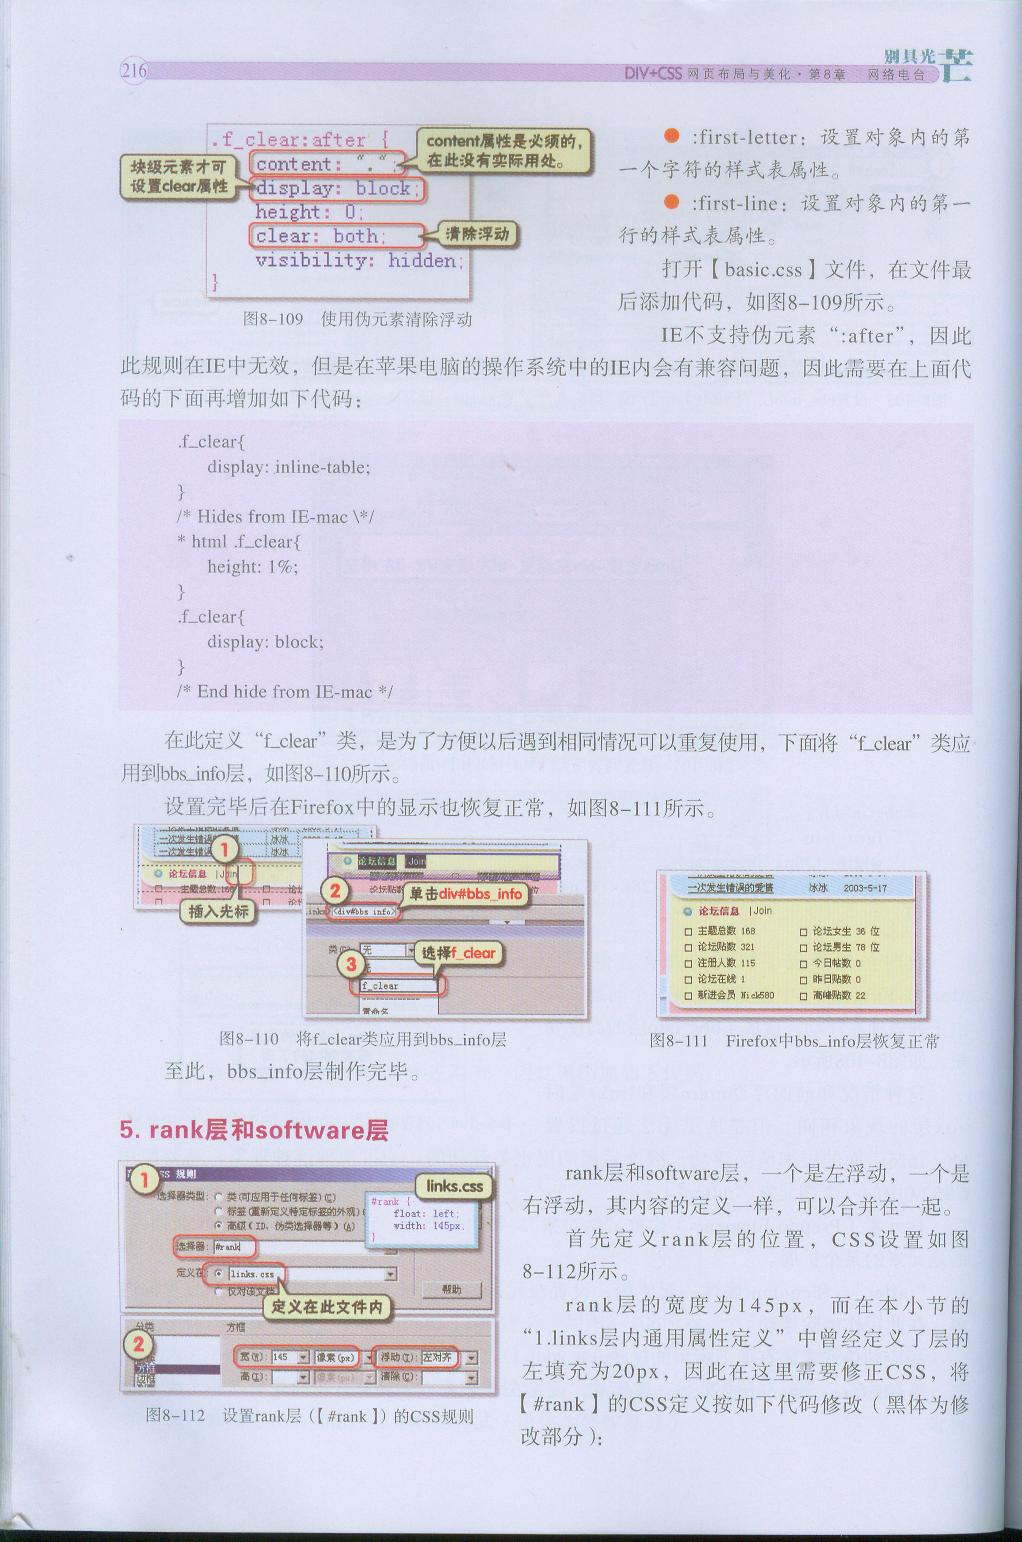 216
DIV+CSS 网页布局与美化·第8章 网络电台
别具光芒
.f_clear:after {
content: ".";
display: block;
height: 0;
clear: both;
visibility: hidden;
}
content属性是必须的，
在此没有实际用处。
块级元素才可
设置clear属性
清除浮动
图8-109 使用伪元素清除浮动
● :first-letter：设置对象内的第
一个字符的样式表属性。
● :first-line：设置对象内的第一
行的样式表属性。
打开【basic.css】文件，在文件最
后添加代码，如图8-109所示。
IE不支持伪元素“:after”，因此
此规则在IE中无效，但是在苹果电脑的操作系统中的IE内会有兼容问题，因此需要在上面代
码的下面再增加如下代码：
.f_clear{
display: inline-table;
}
/* Hides from IE-mac \*/
* html .f_clear{
height: 1%;
}
.f_clear{
display: block;
}
/* End hide from IE-mac */
在此定义“f_clear”类，是为了方便以后遇到相同情况可以重复使用，下面将“f_clear”类应
用到bbs_info层，如图8-110所示。
设置完毕后在Firefox中的显示也恢复正常，如图8-111所示。
一次发生错误的爱情 冰冰
1
论坛信息 |Join
主题总数 168
插入光标
论坛信息 |Join
2
单击div#bbs_info
<div#bbs_info>
类(C): 无
选择f_clear
3
f_clear
重命名
图8-110 将f_clear类应用到bbs_info层
一次发生错误的爱情 冰冰 2003-5-17
论坛信息 |Join
主题总数 168 论坛女生 36 位
论坛贴数 321 论坛男生 78 位
注册人数 115 今日帖数 0
论坛在线 1 昨日贴数 0
新进会员 Nick580 高峰贴数 22
图8-111 Firefox中bbs_info层恢复正常
至此，bbs_info层制作完毕。
5. rank层和software层
1
CSS 规则
links.css
选择器类型: 类(可应用于任何标签)(C)
标签(重新定义特定标签的外观)
高级(ID、伪类选择器等)(A)
#rank {
float: left;
width: 145px;
}
选择器: #rank
定义在: links.css
仅对该文档
帮助
定义在此文件内
2
分类 方框
方框
宽(W): 145 像素(px) 浮动(T): 左对齐
高(I): 像素(px) 清除(C):
图8-112 设置rank层（【#rank】）的CSS规则
rank层和software层，一个是左浮动，一个是
右浮动，其内容的定义一样，可以合并在一起。
首先定义rank层的位置，CSS设置如图
8-112所示。
rank层的宽度为145px，而在本小节的
“1.links层内通用属性定义”中曾经定义了层的
左填充为20px，因此在这里需要修正CSS，将
【#rank】的CSS定义按如下代码修改（黑体为修
改部分）：